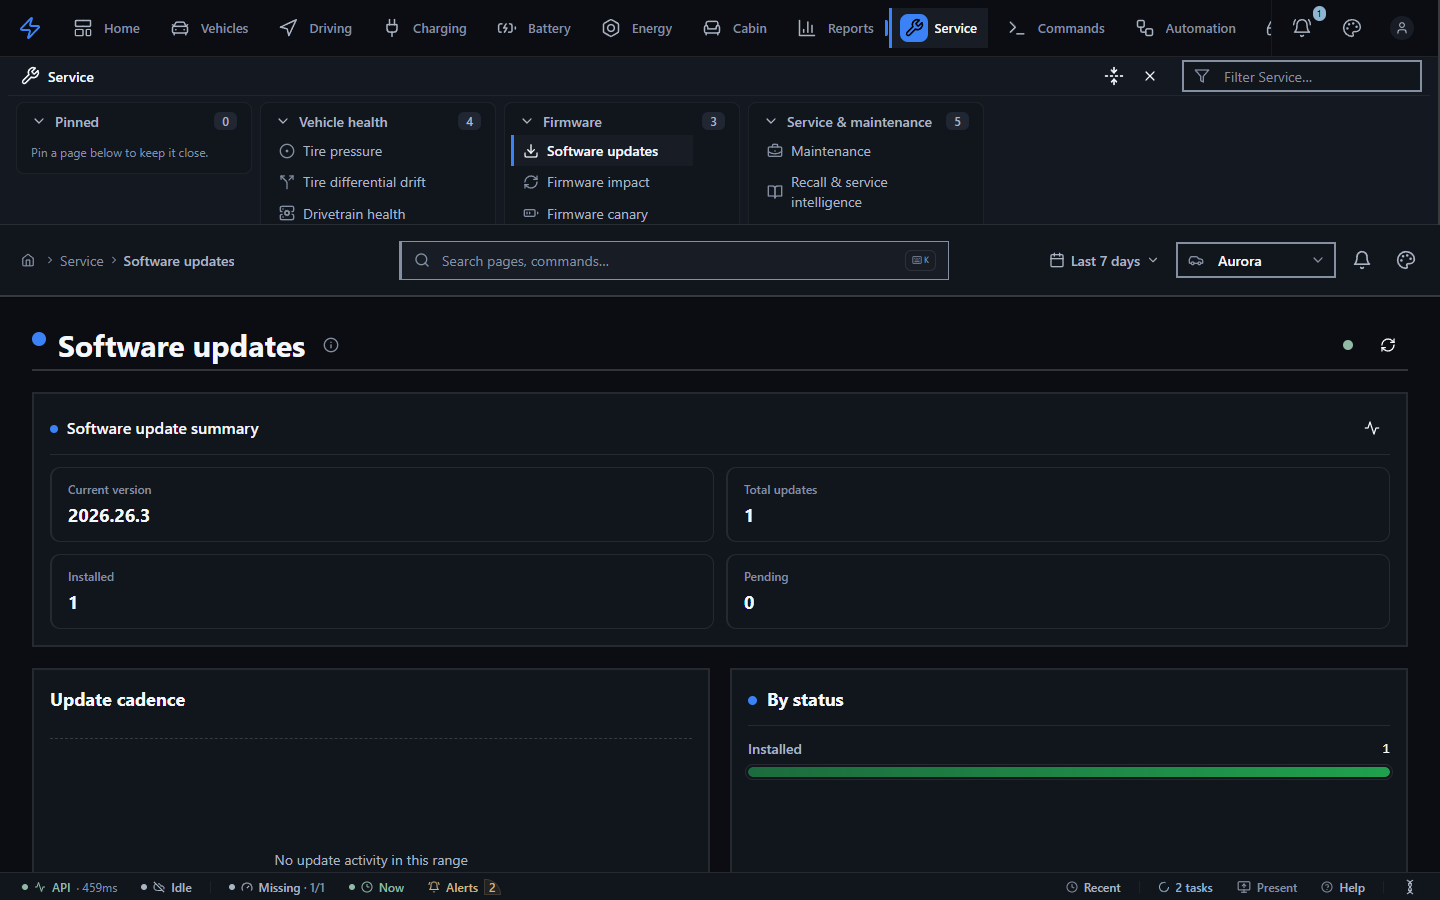 Home
Vehicles
Driving
Charging
Battery
Energy
Cabin
Reports
Service
Commands
Automation
1
Service
Filter Service...
Pinned 0
Pin a page below to keep it close.
Vehicle health 4
Tire pressure
Tire differential drift
Drivetrain health
Firmware 3
Software updates
Firmware impact
Firmware canary
Service & maintenance 5
Maintenance
Recall & service
intelligence
Service
Software updates
Search pages, commands...
K
Last 7 days
Aurora
Software updates
Software update summary
Current version
2026.26.3
Total updates
1
Installed
1
Pending
0
Update cadence
No update activity in this range
By status
Installed 1
API · 459ms
Idle
Missing · 1/1
Now
Alerts 2
Recent
2 tasks
Present
Help